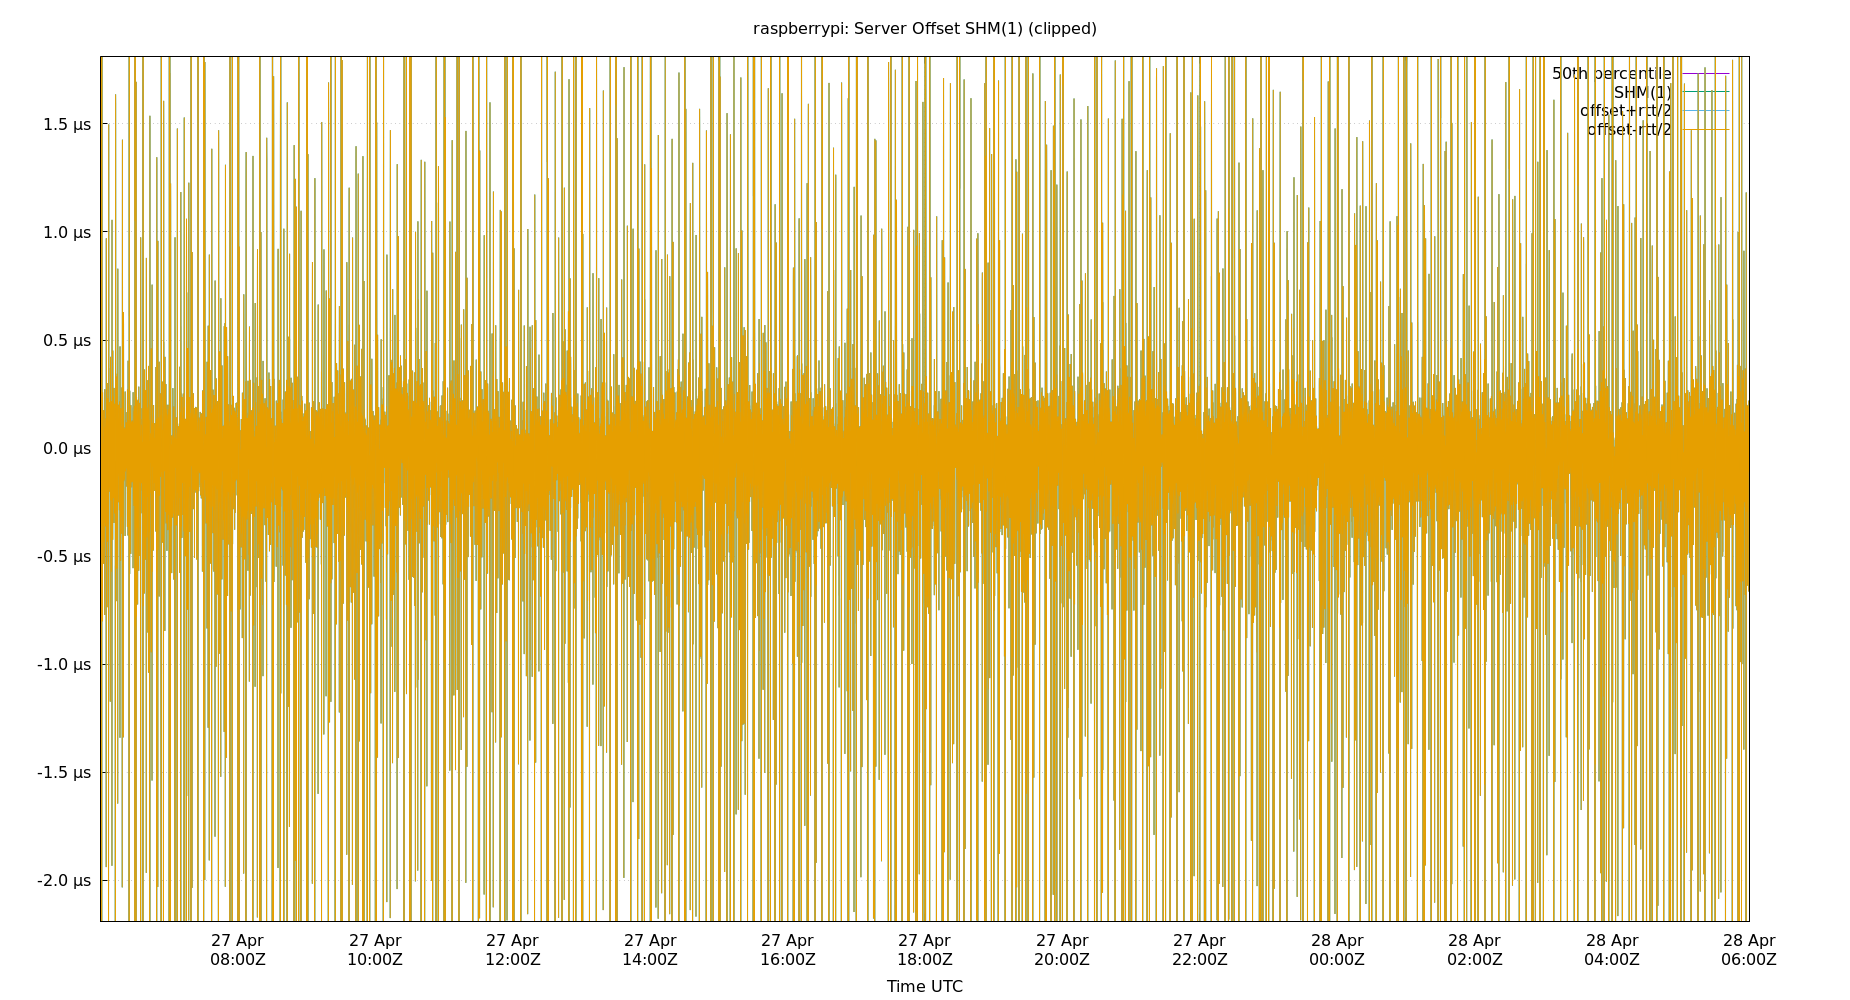 raspberrypi: Server Offset SHM(1) (clipped)
50th percentile
SHM(1)
offset+rtt/2
offset-rtt/2
1.5 µs
1.0 µs
0.5 µs
0.0 µs
-0.5 µs
-1.0 µs
-1.5 µs
-2.0 µs
27 Apr 27 Apr 27 Apr 27 Apr 27 Apr 27 Apr 27 Apr 27 Apr 28 Apr 28 Apr 28 Apr 28 Apr
08:00Z 10:00Z 12:00Z 14:00Z 16:00Z 18:00Z 20:00Z 22:00Z 00:00Z 02:00Z 04:00Z 06:00Z
Time UTC